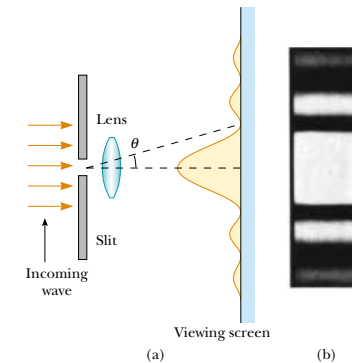 Lens
θ
Slit
Incoming
wave
Viewing screen
(a)
(b)